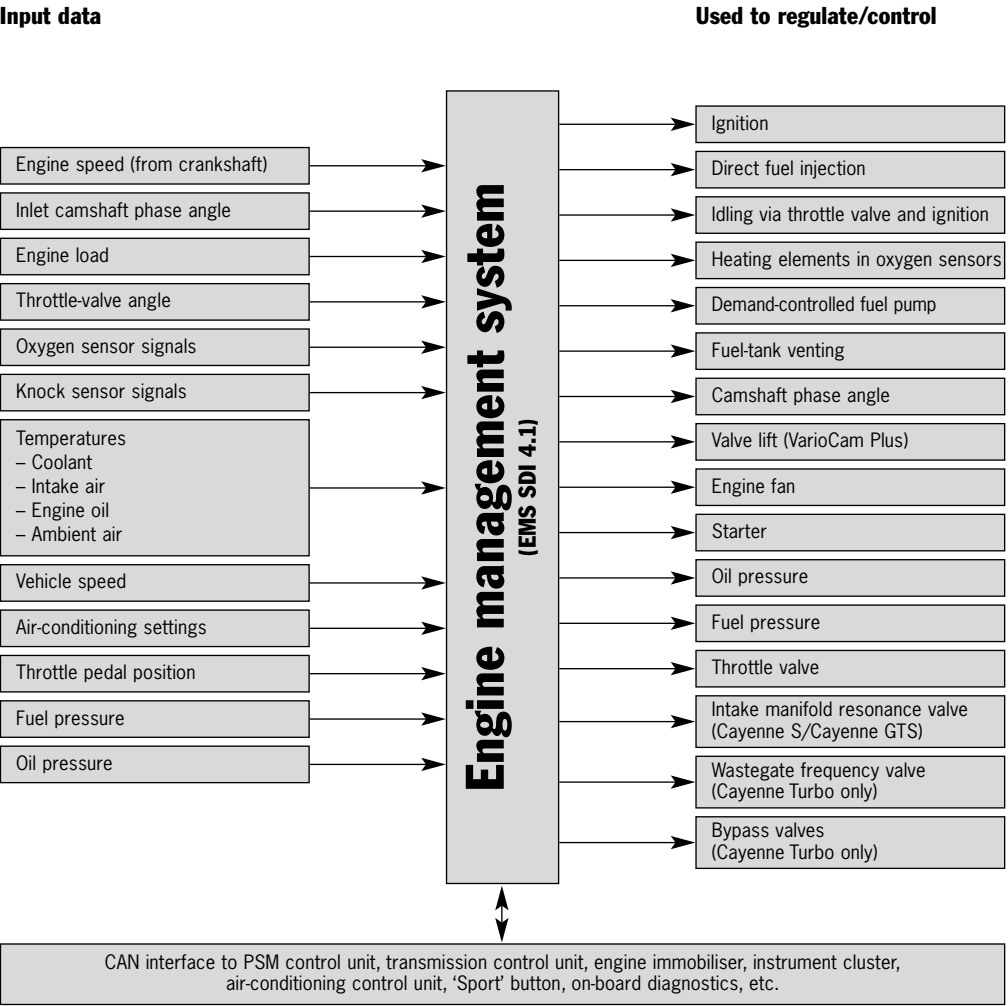 Input data
Used to regulate/control
Engine speed (from crankshaft)
Inlet camshaft phase angle
Engine load
Throttle-valve angle
Oxygen sensor signals
Knock sensor signals
Temperatures
– Coolant
– Intake air
– Engine oil
– Ambient air
Vehicle speed
Air-conditioning settings
Throttle pedal position
Fuel pressure
Oil pressure
Engine management system
(EMS SDI 4.1)
Ignition
Direct fuel injection
Idling via throttle valve and ignition
Heating elements in oxygen sensors
Demand-controlled fuel pump
Fuel-tank venting
Camshaft phase angle
Valve lift (VarioCam Plus)
Engine fan
Starter
Oil pressure
Fuel pressure
Throttle valve
Intake manifold resonance valve
(Cayenne S/Cayenne GTS)
Wastegate frequency valve
(Cayenne Turbo only)
Bypass valves
(Cayenne Turbo only)
CAN interface to PSM control unit, transmission control unit, engine immobiliser, instrument cluster,
air-conditioning control unit, ‘Sport’ button, on-board diagnostics, etc.